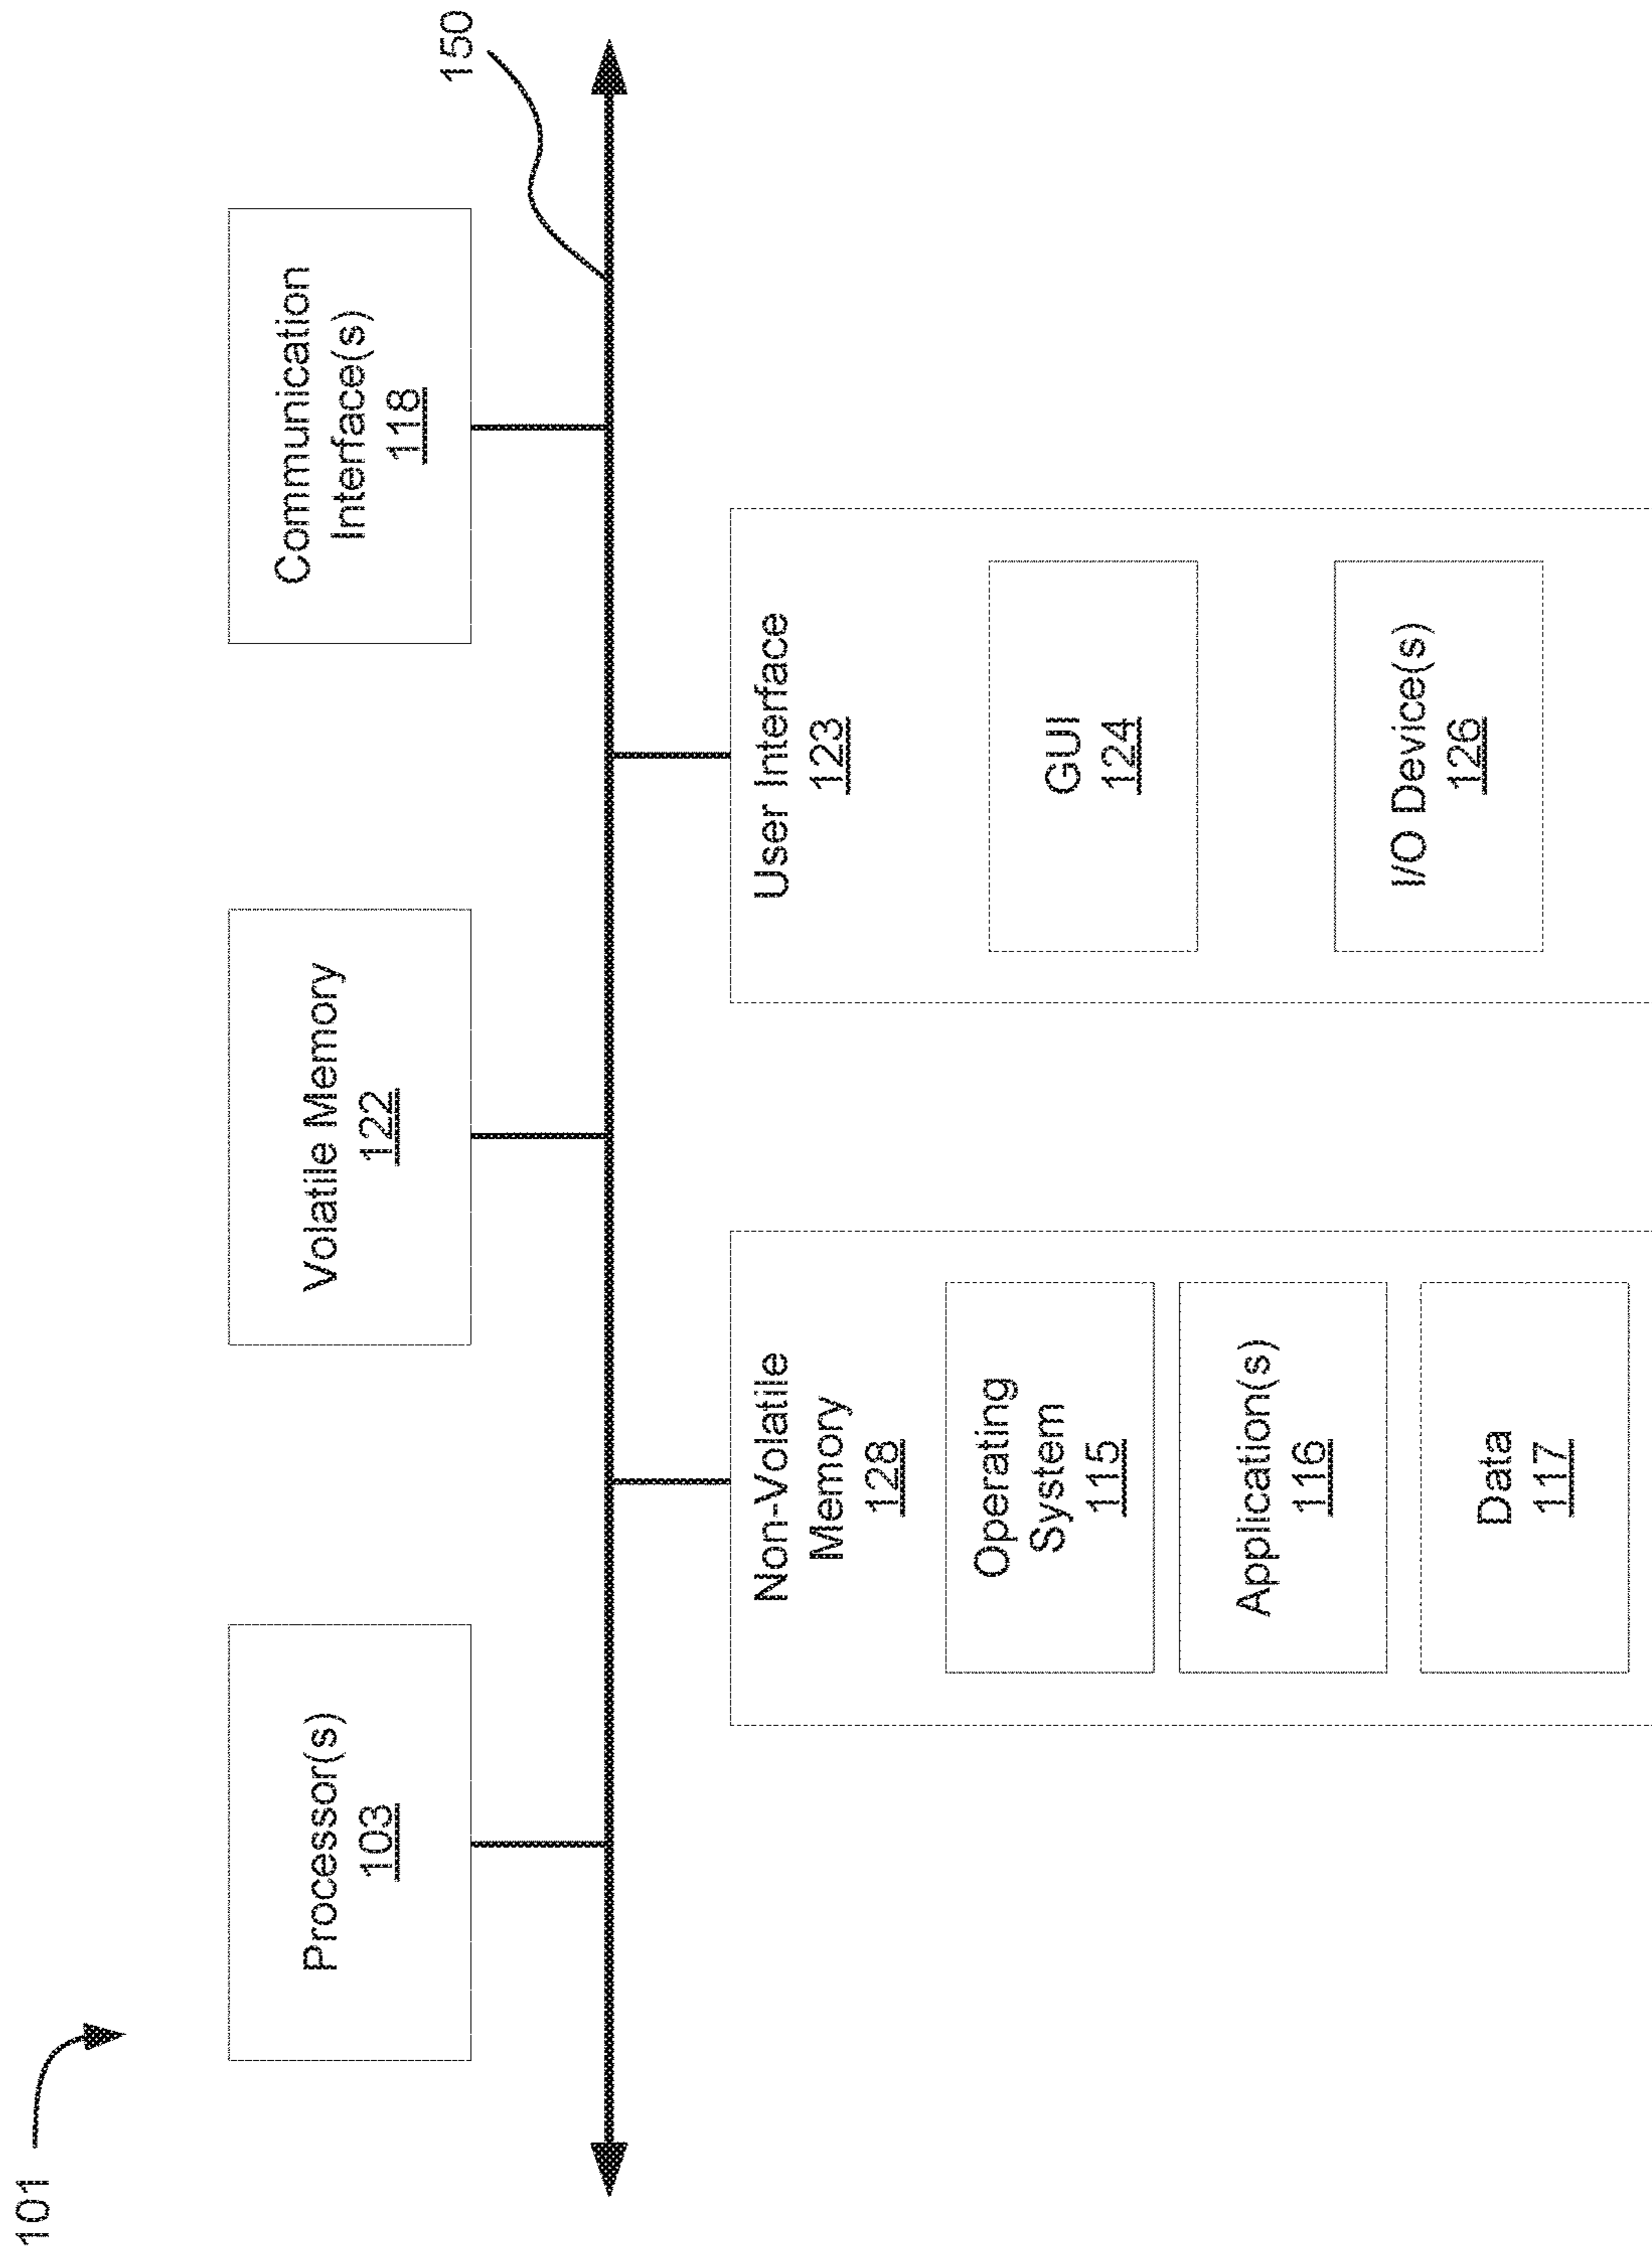 101
Processor(s)
103
Volatile Memory
122
Communication
Interface(s)
118
150
Non-Volatile
Memory
128
Operating
System
115
Application(s)
116
Data
117
User Interface
123
GUI
124
I/O Device(s)
126